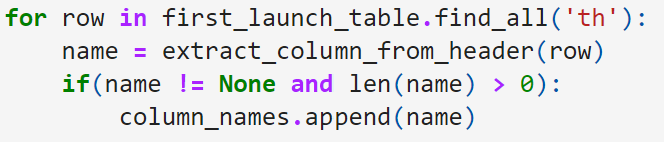 for row in first_launch_table.find_all('th'):
    name = extract_column_from_header(row)
    if(name != None and len(name) > 0):
        column_names.append(name)